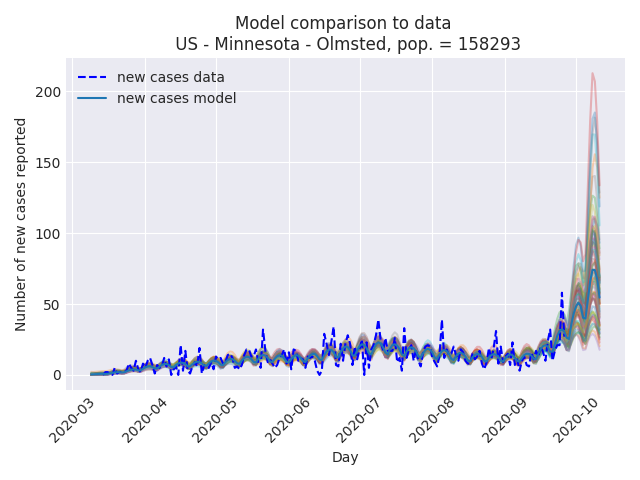 Model comparison to data
US - Minnesota - Olmsted, pop. = 158293
new cases data
new cases model
Number of new cases reported
200
150
100
50
0
2020-03
2020-04
2020-05
2020-06
2020-07
2020-08
2020-09
2020-10
Day